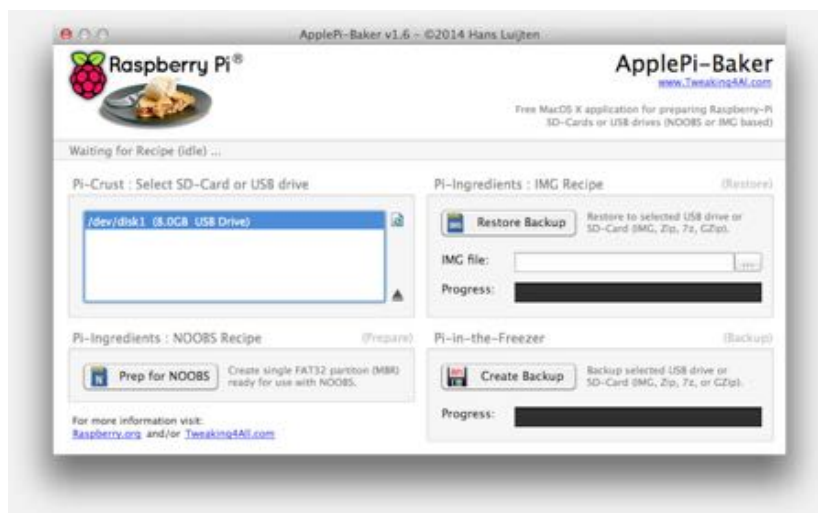 ApplePi-Baker v1.6 - ©2014 Hans Luijten
Raspberry Pi®
ApplePi-Baker
www.Tweaking4All.com
Free MacOS X application for preparing Raspberry-Pi
SD-Cards or USB drives (NOOBS or IMG based)
Waiting for Recipe (idle) ...
Pi-Crust : Select SD-Card or USB drive
/dev/disk1 (8.0GB USB Drive)
Pi-Ingredients : IMG Recipe (Restore)
Restore Backup
Restore to selected USB drive or
SD-Card (IMG, Zip, 7z, GZip).
IMG file:
...
Progress:
Pi-Ingredients : NOOBS Recipe (Prepare)
Prep for NOOBS
Create single FAT32 partition (MBR)
ready for use with NOOBS.
For more information visit:
Raspberry.org and/or Tweaking4All.com
Pi-in-the-Freezer (Backup)
Create Backup
Backup selected USB drive or
SD-Card (IMG, Zip, 7z, or GZip).
Progress: